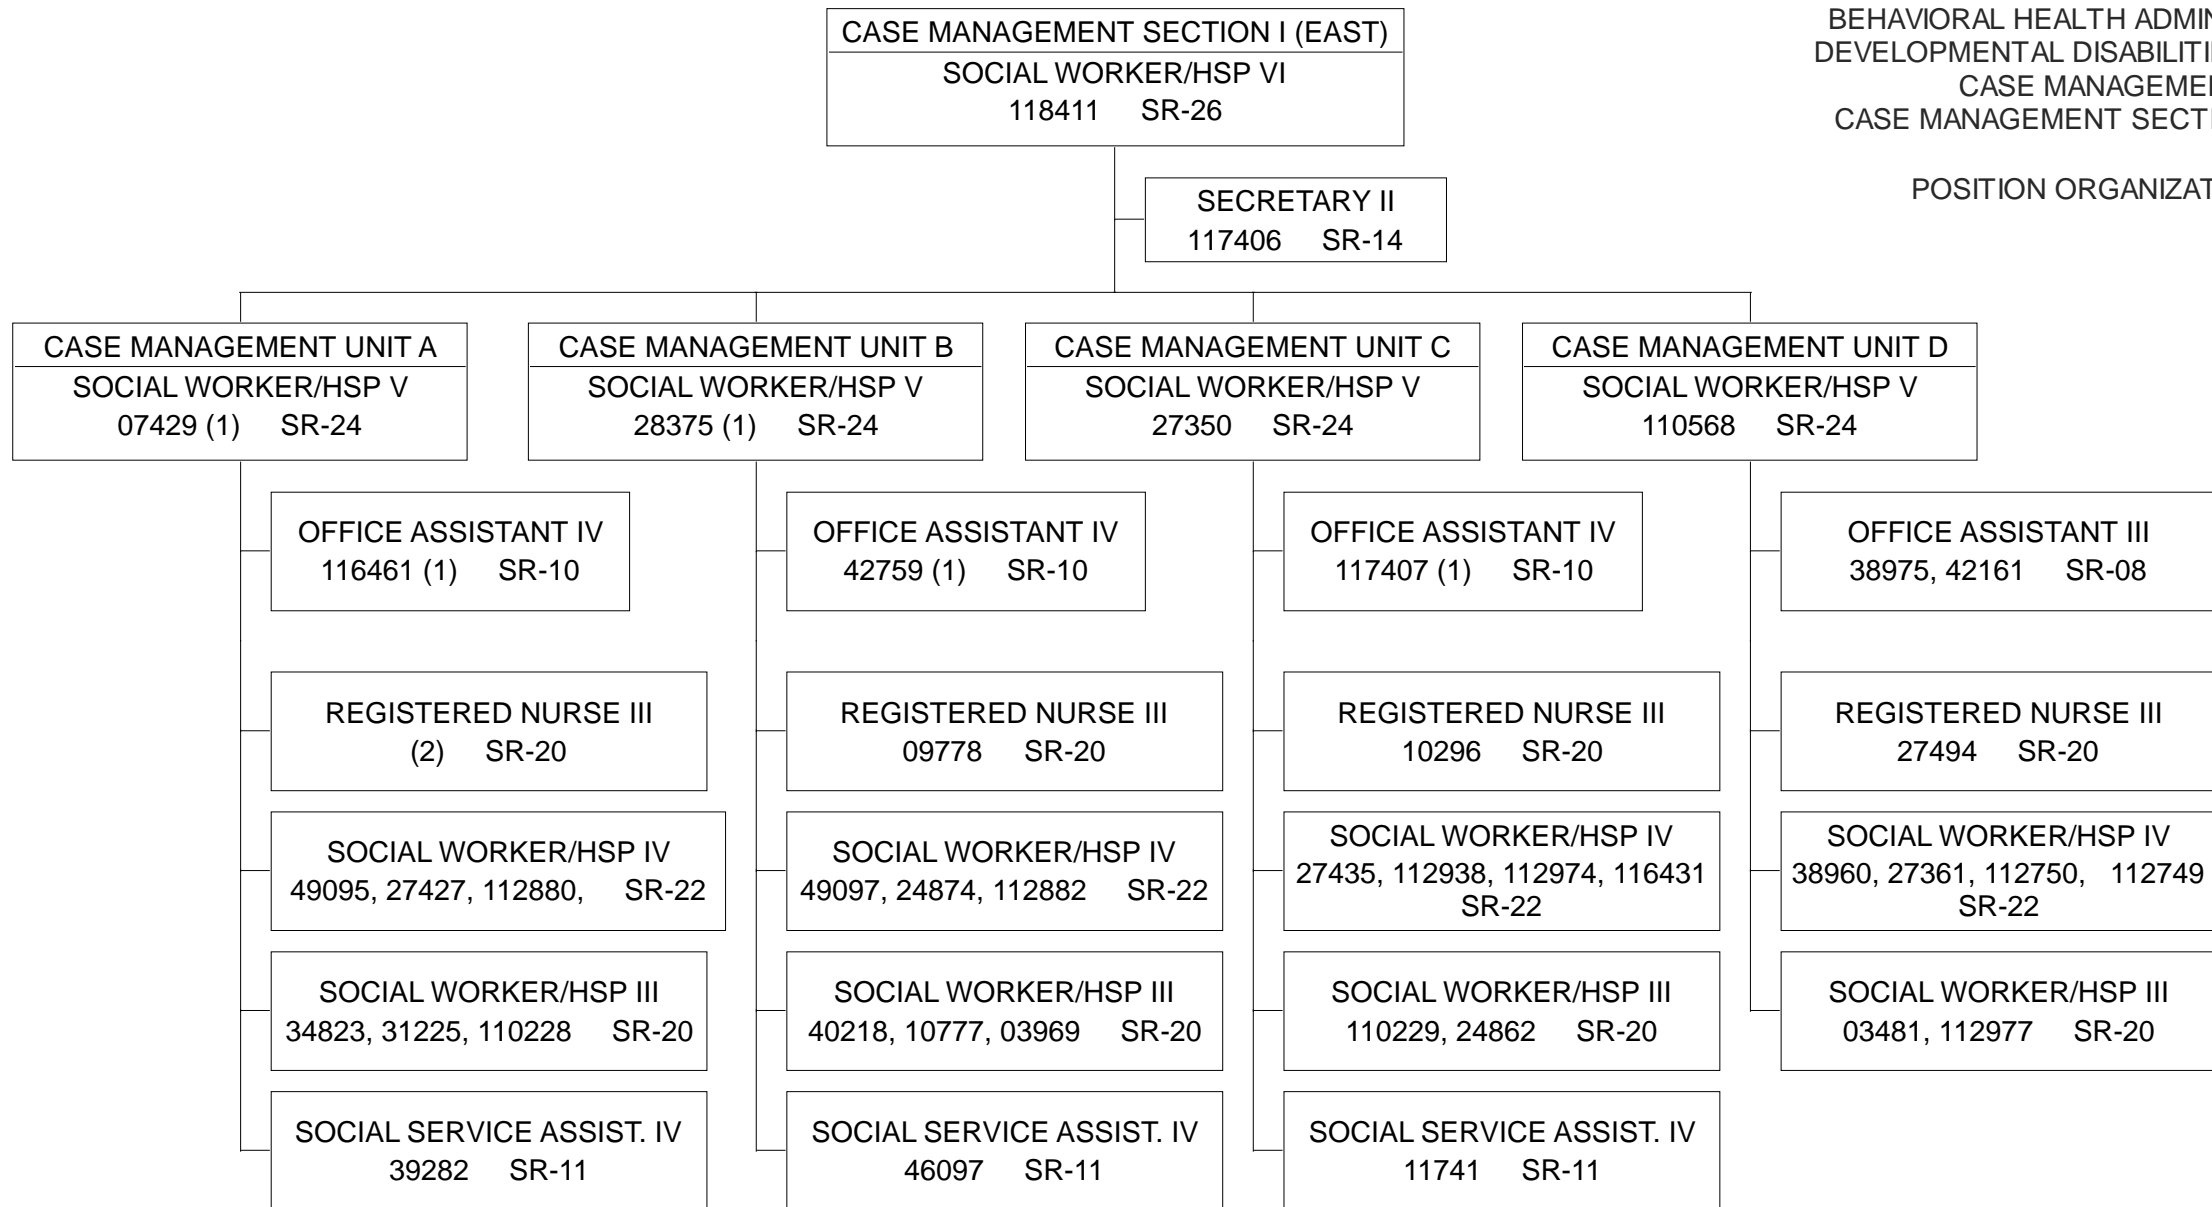 BEHAVIORAL HEALTH
DEVELOPMENTAL
CASE
CASE MANAGEMENT
POSITION
CASE MANAGEMENT SECTION I (EAST)
SOCIAL WORKER/HSP VI
118411 SR-26
SECRETARY II
117406 SR-14
CASE MANAGEMENT UNIT A
SOCIAL WORKER/HSP V
07429 (1) SR-24
OFFICE ASSISTANT IV
116461 (1) SR-10
REGISTERED NURSE III
(2) SR-20
SOCIAL WORKER/HSP IV
49095, 27427, 112880, SR-22
SOCIAL WORKER/HSP III
34823, 31225, 110228 SR-20
SOCIAL SERVICE ASSIST. IV
39282 SR-11
CASE MANAGEMENT UNIT B
SOCIAL WORKER/HSP V
28375 (1) SR-24
OFFICE ASSISTANT IV
42759 (1) SR-10
REGISTERED NURSE III
09778 SR-20
SOCIAL WORKER/HSP IV
49097, 24874, 112882 SR-22
SOCIAL WORKER/HSP III
40218, 10777, 03969 SR-20
SOCIAL SERVICE ASSIST. IV
46097 SR-11
CASE MANAGEMENT UNIT C
SOCIAL WORKER/HSP V
27350 SR-24
OFFICE ASSISTANT IV
117407 (1) SR-10
REGISTERED NURSE III
10296 SR-20
SOCIAL WORKER/HSP IV
27435, 112938, 112974, 116431
SR-22
SOCIAL WORKER/HSP III
110229, 24862 SR-20
SOCIAL SERVICE ASSIST. IV
11741 SR-11
CASE MANAGEMENT UNIT D
SOCIAL WORKER/HSP V
110568 SR-24
OFFICE ASSISTANT III
38975, 42161 SR-08
REGISTERED NURSE III
27494 SR-20
SOCIAL WORKER/HSP IV
38960, 27361, 112750, 112749
SR-22
SOCIAL WORKER/HSP III
03481, 112977 SR-20